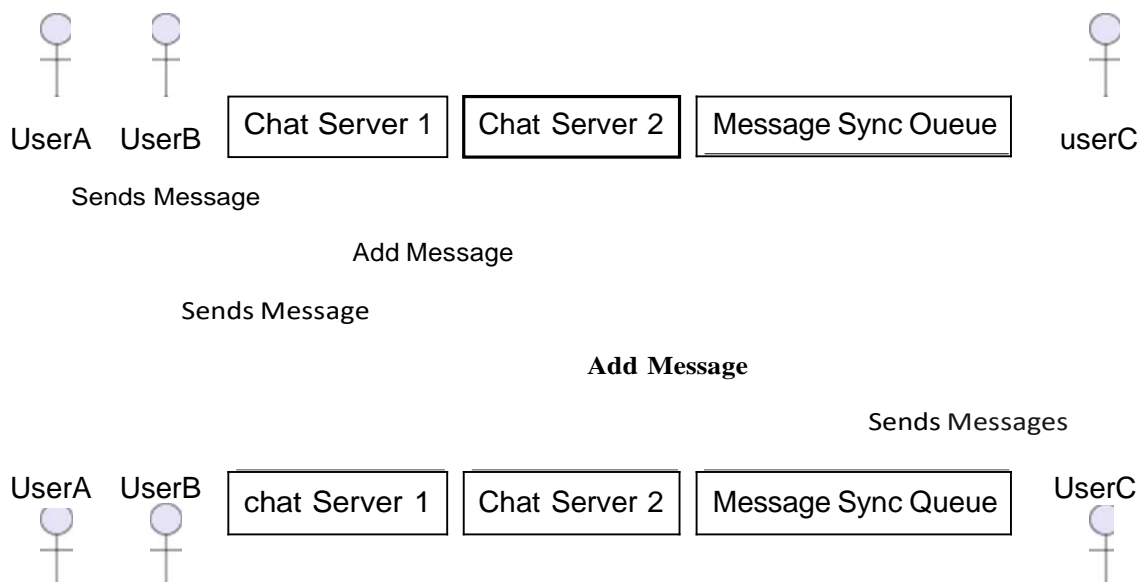 UserA UserB Chat Server 1 Chat Server 2 Message Sync Oueue userC
Sends Message
Add Message
Sends Message
Add Message
Sends Messages
UserA UserB chat Server 1 Chat Server 2 Message Sync Queue UserC